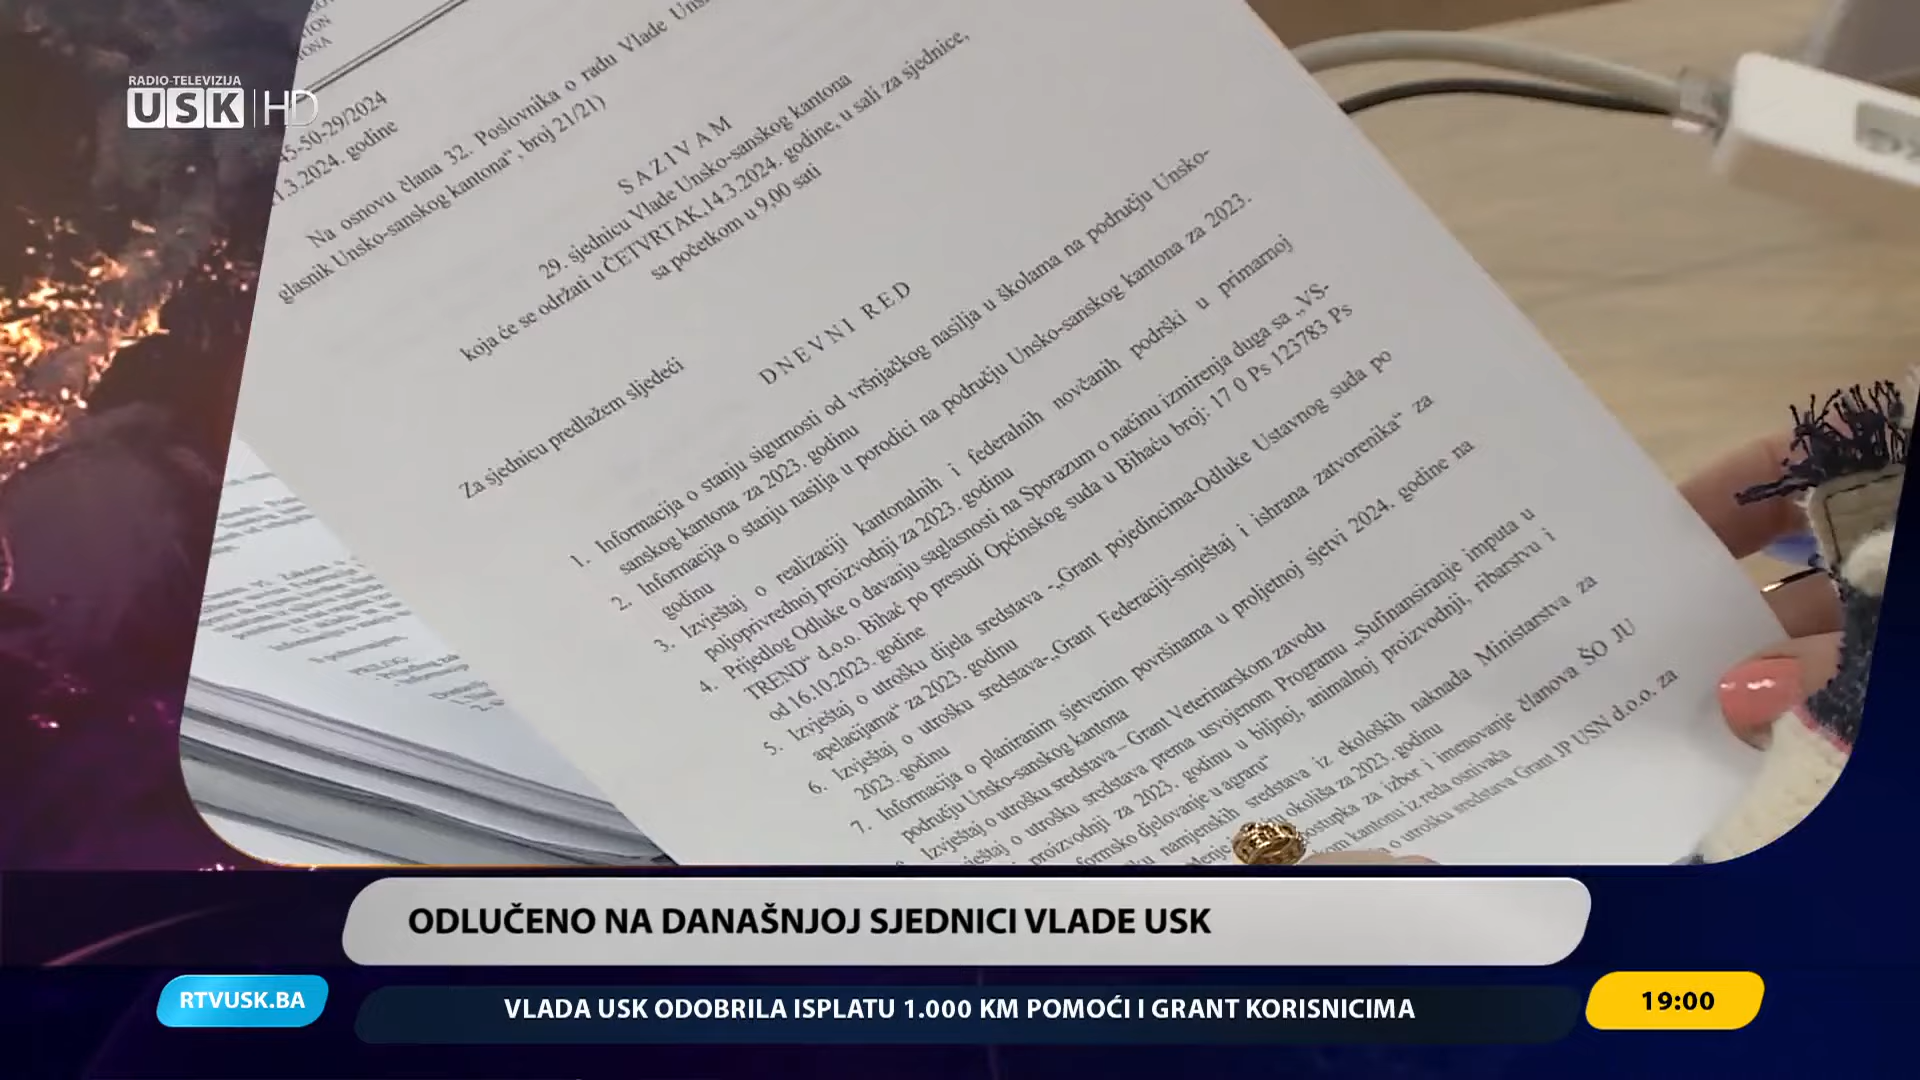 RADIO-TELEVIZIJA
USK HD
45-50-29/2024
1.3.2024. godine
Na osnovu člana 32. Poslovnika o radu Vlade
glasnik Unsko-sanskog kantona“, broj 21/21)
S A Z I V A M
29. sjednicu Vlade Unsko-sanskog kantona
koja će se održati u ČETVRTAK,14.3.2024. godine, u sali za sjednice,
sa početkom u 9,00 sati
Za sjednicu predlažem sljedeći
D N E V N I R E D
1. Informacija o stanju sigurnosti od vršnjačkog nasilja u školama na području Unsko-
sanskog kantona za 2023. godinu
2. Informacija o stanju nasilja u porodici na području Unsko-sanskog kantona za 2023.
godinu
3. Izvještaj o realizaciji kantonalnih i federalnih novčanih podrški u primarnoj
poljoprivrednoj proizvodnji za 2023. godinu
4. Prijedlog Odluke o davanju saglasnosti na Sporazum o načinu izmirenja duga sa „VS-
TREND“ d.o.o. Bihać po presudi Općinskog suda u Bihaću broj: 17 0 Ps 123783 Ps
od 16.10.2023. godine
5. Izvještaj o utrošku dijela sredstava -„Grant pojedincima-Odluke Ustavnog suda po
apelacijama“ za 2023. godinu
6. Izvještaj o utrošku sredstava-„Grant Federaciji-smještaj i ishrana zatvorenika“ za
2023. godinu
7. Informacija o planiranim sjetvenim površinama u proljetnoj sjetvi 2024. godine na
području Unsko-sanskog kantona
Izvještaj o utrošku sredstava – Grant Veterinarskom zavodu
o utrošku sredstava prema usvojenom Programu „Sufinansiranje imputa u
proizvodnji za 2023. godinu u biljnoj, animalnoj proizvodnji, ribarstvu i
djelovanje u agraru“
namjenskih sredstava iz ekoloških naknada Ministarstva za
okoliša za 2023. godinu
za izbor i imenovanje članova ŠO JU
kantonu iz reda osnivača
o utrošku sredstava Grant JP USN d.o.o. za
ODLUČENO NA DANAŠNJOJ SJEDNICI VLADE USK
RTVUSK.BA
VLADA USK ODOBRILA ISPLATU 1.000 KM POMOĆI I GRANT KORISNICIMA
19:00